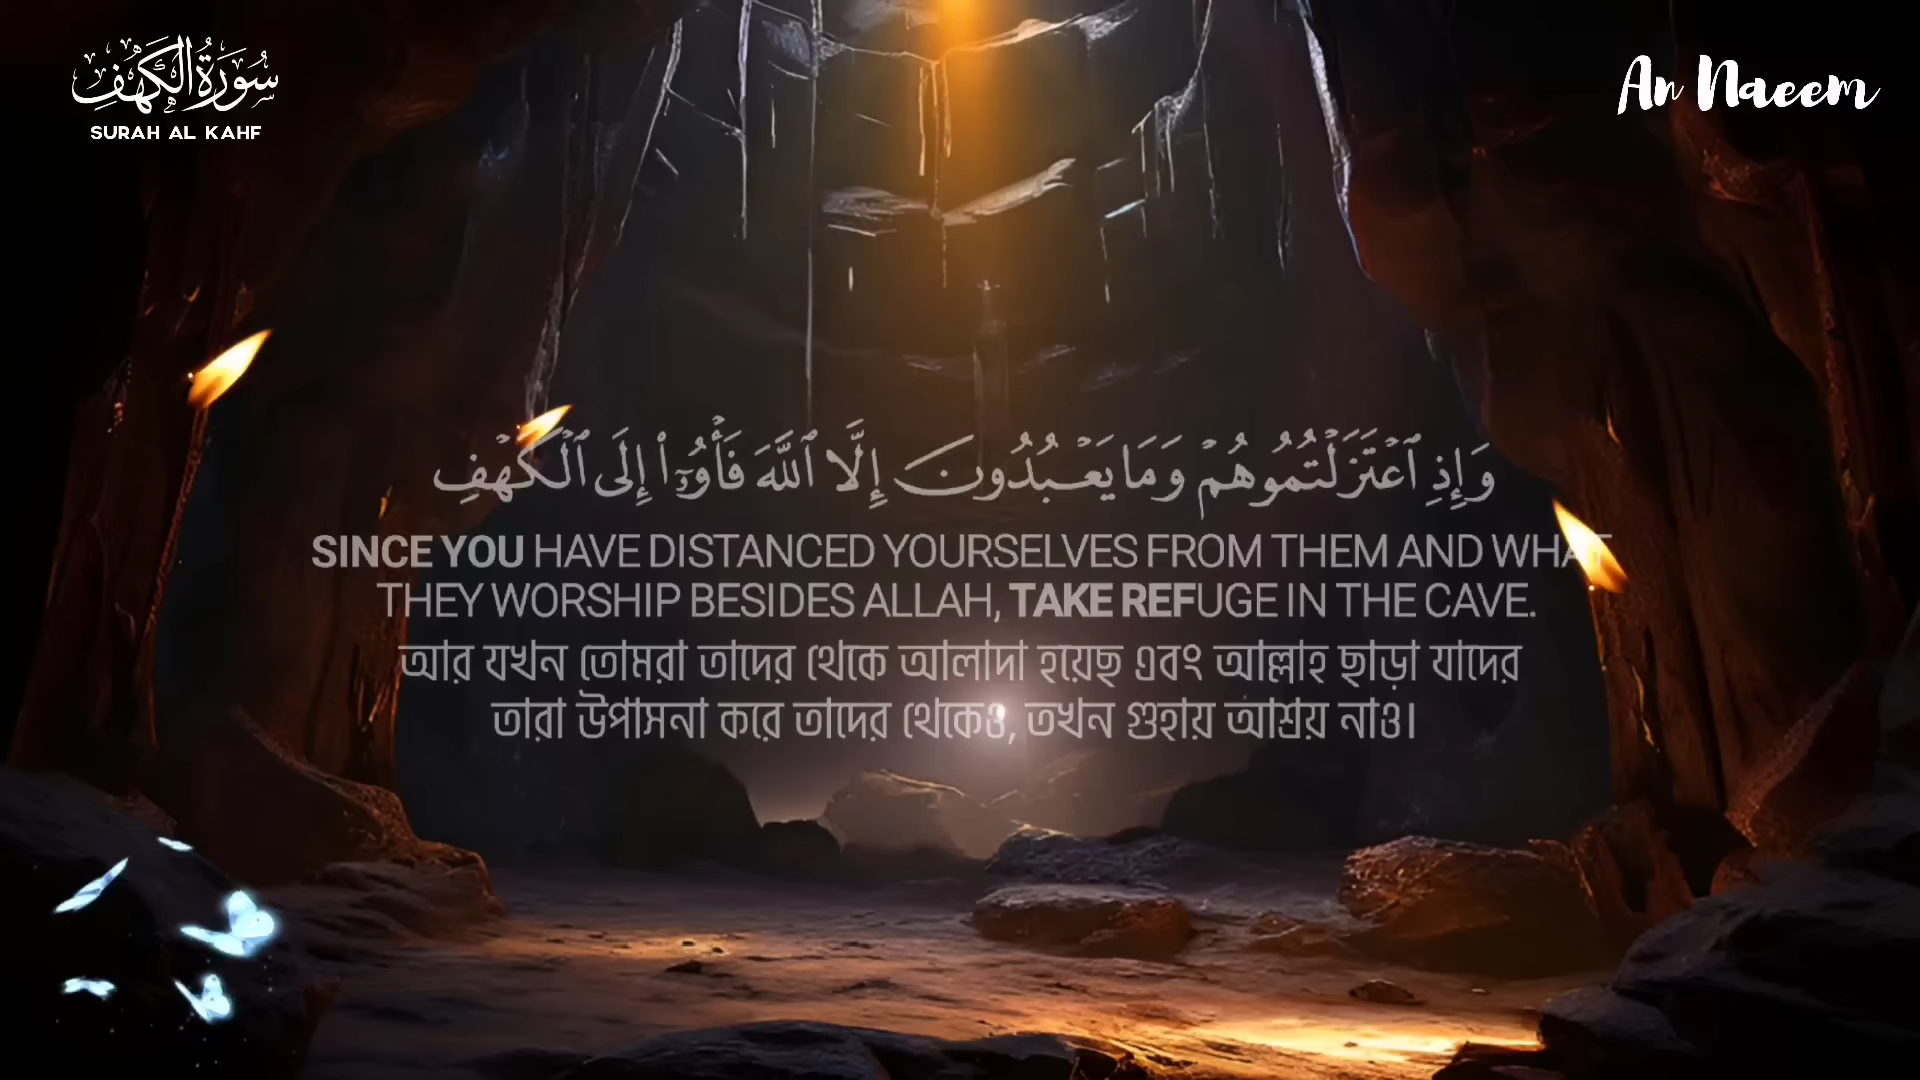 سُورَةُ الكَهْفِ
SURAH AL KAHF
An Naeem
وَإِذِ ٱعْتَزَلْتُمُوهُمْ وَمَا يَعْبُدُونَ إِلَّا ٱللَّهَ فَأْوُۥٓا۟ إِلَى ٱلْكَهْفِ
SINCE YOU HAVE DISTANCED YOURSELVES FROM THEM AND WHAT
THEY WORSHIP BESIDES ALLAH, TAKE REFUGE IN THE CAVE.
আর যখন তোমরা তাদের থেকে আলাদা হয়েছ এবং আল্লাহ ছাড়া যাদের
তারা উপাসনা করে তাদের থেকেও, তখন গুহায় আশ্রয় নাও।